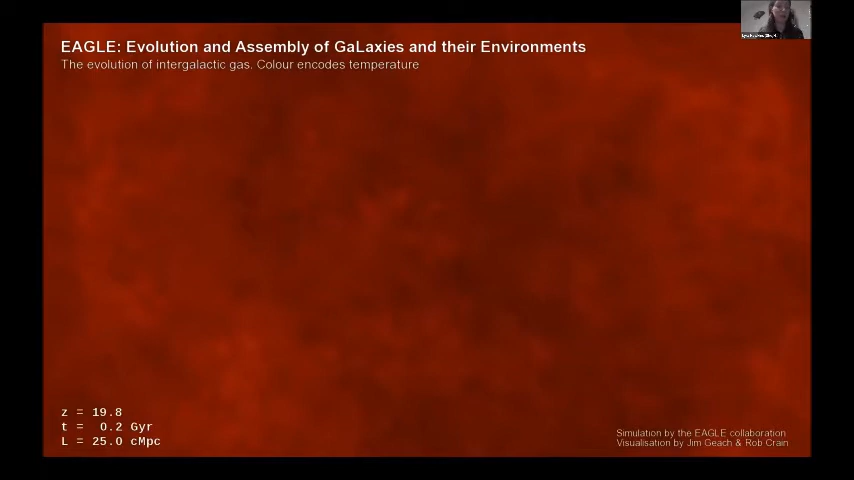 EAGLE: Evolution and Assembly of GaLaxies and their Environments
The evolution of intergalactic gas. Colour encodes temperature
z = 19.8
t = 0.2 Gyr
L = 25.0 cMpc
Simulation by the EAGLE collaboration
Visualisation by Jim Geach & Rob Crain